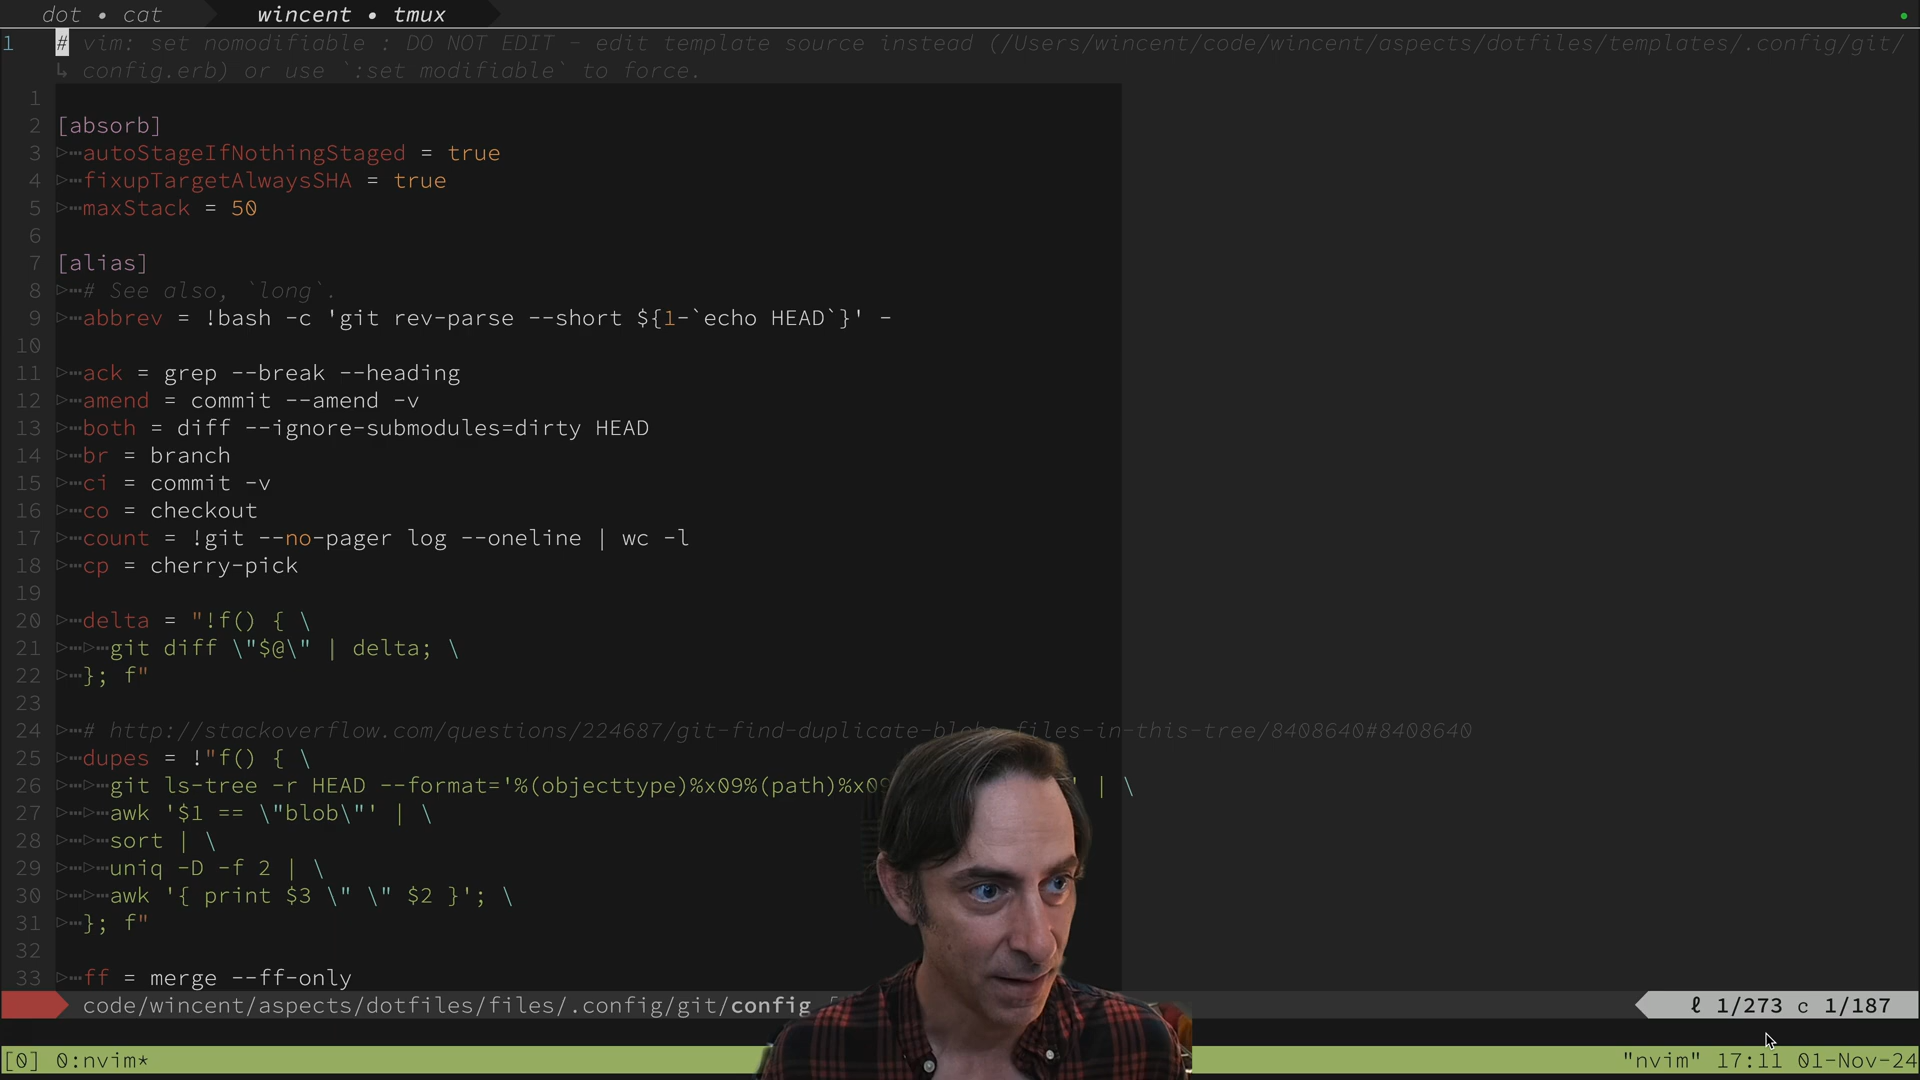 dot • cat wincent • tmux
1 # vim: set nomodifiable : DO NOT EDIT - edit template source instead (/Users/wincent/code/wincent/aspects/dotfiles/templates/.config/git/
↳ config.erb) or use `:set modifiable` to force.
1
2 [absorb]
3 autoStageIfNothingStaged = true
4 fixupTargetAlwaysSHA = true
5 maxStack = 50
6
7 [alias]
8 # See also, `long`.
9 abbrev = !bash -c 'git rev-parse --short ${1-`echo HEAD`}' -
10
11 ack = grep --break --heading
12 amend = commit --amend -v
13 both = diff --ignore-submodules=dirty HEAD
14 br = branch
15 ci = commit -v
16 co = checkout
17 count = !git --no-pager log --oneline | wc -l
18 cp = cherry-pick
19
20 delta = "!f() { \
21 git diff \"$@\" | delta; \
22 }; f"
23
24 # http://stackoverflow.com/questions/224687/git-find-duplicate-blobs-files-in-this-tree/8408640#8408640
25 dupes = !"f() { \
26 git ls-tree -r HEAD --format='%(objecttype)%x09%(path)%x09 ' | \
27 awk '$1 == \"blob\"' | \
28 sort | \
29 uniq -D -f 2 | \
30 awk '{ print $3 \" \" $2 }'; \
31 }; f"
32
33 ff = merge --ff-only
code/wincent/aspects/dotfiles/files/.config/git/config ℓ 1/273 c 1/187
[0] 0:nvim* "nvim" 17:11 01-Nov-24